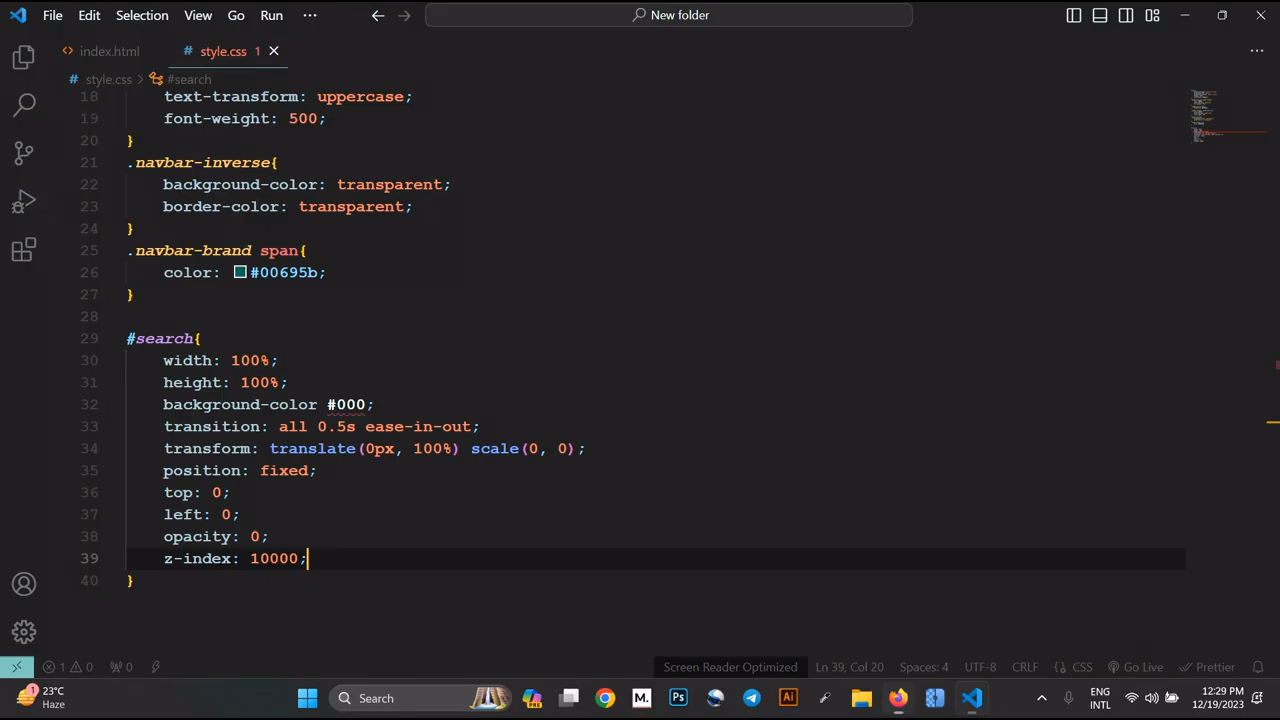 File Edit Selection View Go Run ··· New folder
index.html # style.css 1
# style.css > #search
18 text-transform: uppercase;
19 font-weight: 500;
20 }
21 .navbar-inverse{
22 background-color: transparent;
23 border-color: transparent;
24 }
25 .navbar-brand span{
26 color: #00695b;
27 }
28
29 #search{
30 width: 100%;
31 height: 100%;
32 background-color #000;
33 transition: all 0.5s ease-in-out;
34 transform: translate(0px, 100%) scale(0, 0);
35 position: fixed;
36 top: 0;
37 left: 0;
38 opacity: 0;
39 z-index: 10000;
40 }
1 0 0 Screen Reader Optimized Ln 39, Col 20 Spaces: 4 UTF-8 CRLF {} CSS Go Live Prettier
1 23°C Search M. Ps Ai ENG 12:29 PM
Haze INTL 12/19/2023